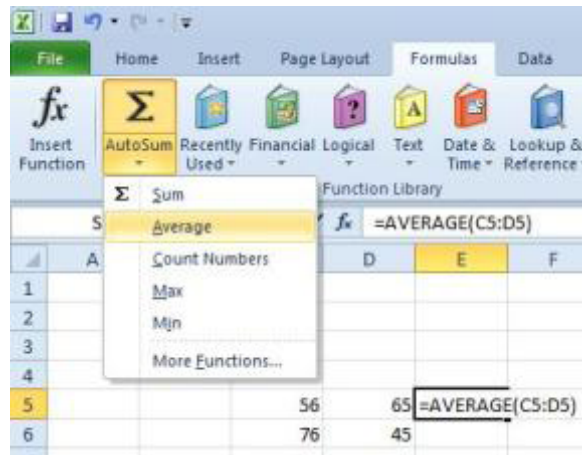 File Home Insert Page Layout Formulas Data
fx Σ ? A
Insert AutoSum Recently Financial Logical Text Date & Lookup &
Function Used Time Reference
Σ Sum Function Library
S Average fx =AVERAGE(C5:D5)
A Count Numbers D E F
1 Max
2 Min
3 More Functions...
4
5 56 65 =AVERAGE(C5:D5)
6 76 45